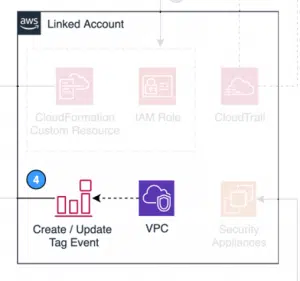 aws
Linked Account
CloudFormation
Custom Resource
IAM Role
CloudTrail
4
Create / Update
Tag Event
VPC
Security
Appliances